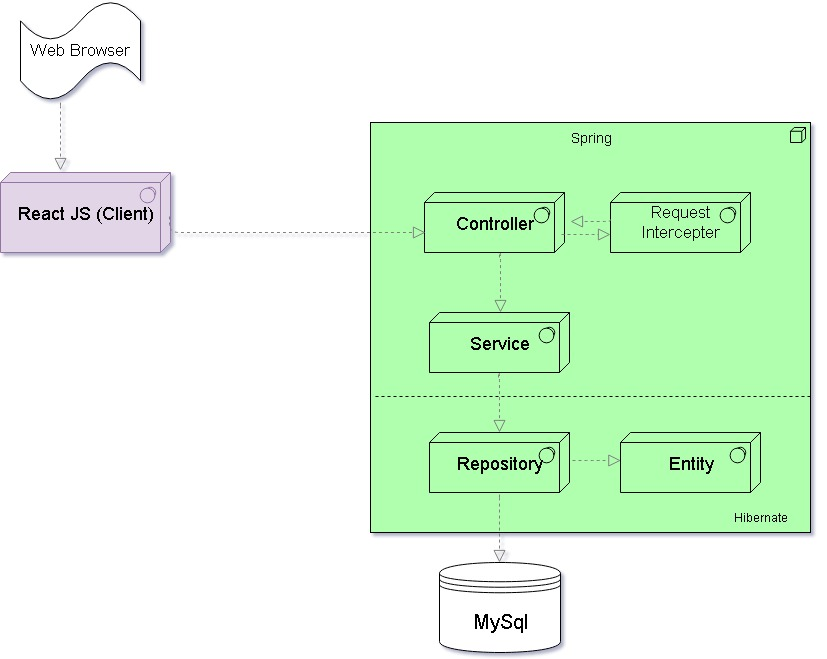 Web Browser
Spring
React JS (Client)
Controller
Request
Intercepter
Service
Repository
Entity
Hibernate
MySql